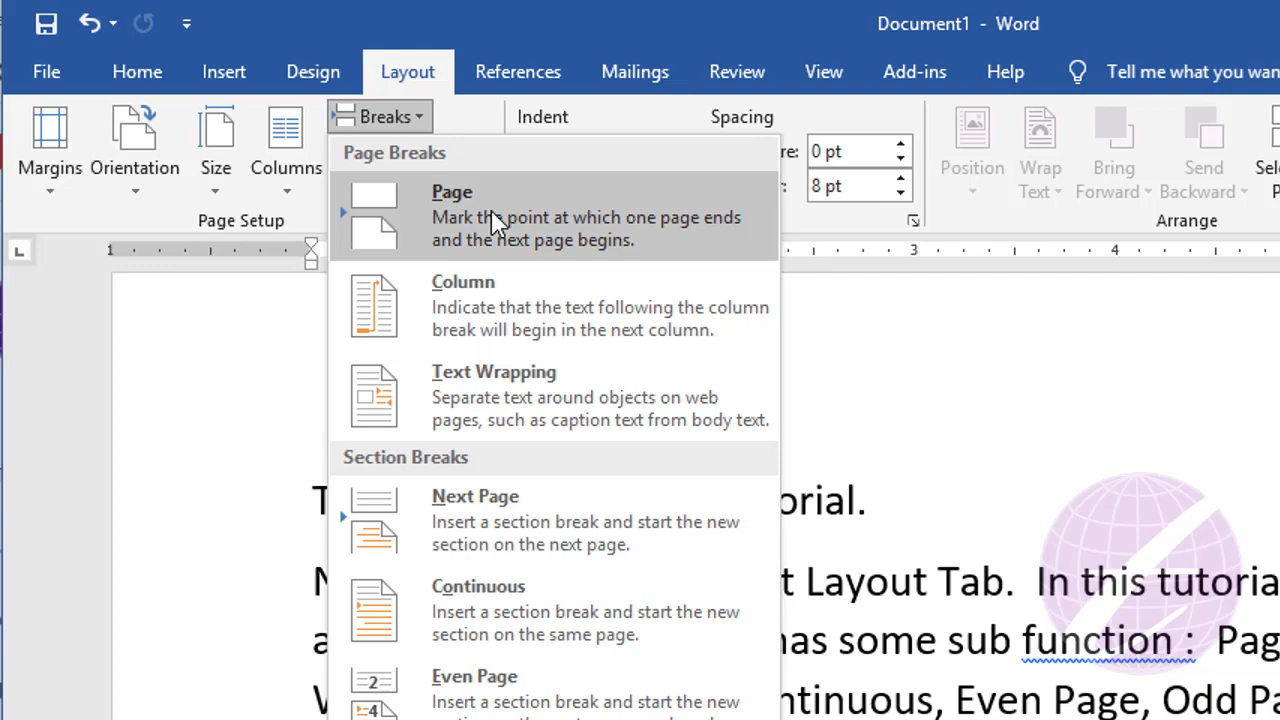 Document1 - Word
File Home Insert Design Layout References Mailings Review View Add-ins Help Tell me what you
Margins Orientation Size Columns Breaks Indent Spacing Position Wrap Text Bring Forward Send Backward
0 pt
8 pt
Page Setup Arrange
Page Breaks
Page
Mark the point at which one page ends
and the next page begins.
Column
Indicate that the text following the column
break will begin in the next column.
Text Wrapping
Separate text around objects on web
pages, such as caption text from body text.
Section Breaks
Next Page
Insert a section break and start the new
section on the next page.
Continuous
Insert a section break and start the new
section on the same page.
Even Page
Insert a section break and start the new
1 3 4
Layout Tab. In this
has some sub function :
Even Page, Odd